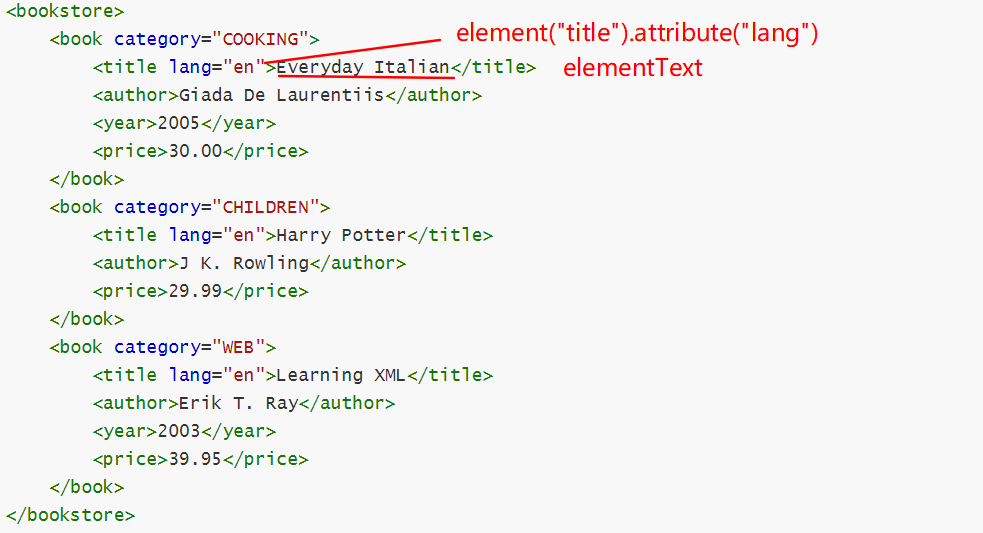 <bookstore>
<book category="COOKING">
element("title").attribute("lang")
<title lang="en">Everyday Italian</title>
elementText
<author>Giada De Laurentiis</author>
<year>2005</year>
<price>30.00</price>
</book>
<book category="CHILDREN">
<title lang="en">Harry Potter</title>
<author>J K. Rowling</author>
<price>29.99</price>
</book>
<book category="WEB">
<title lang="en">Learning XML</title>
<author>Erik T. Ray</author>
<year>2003</year>
<price>39.95</price>
</book>
</bookstore>